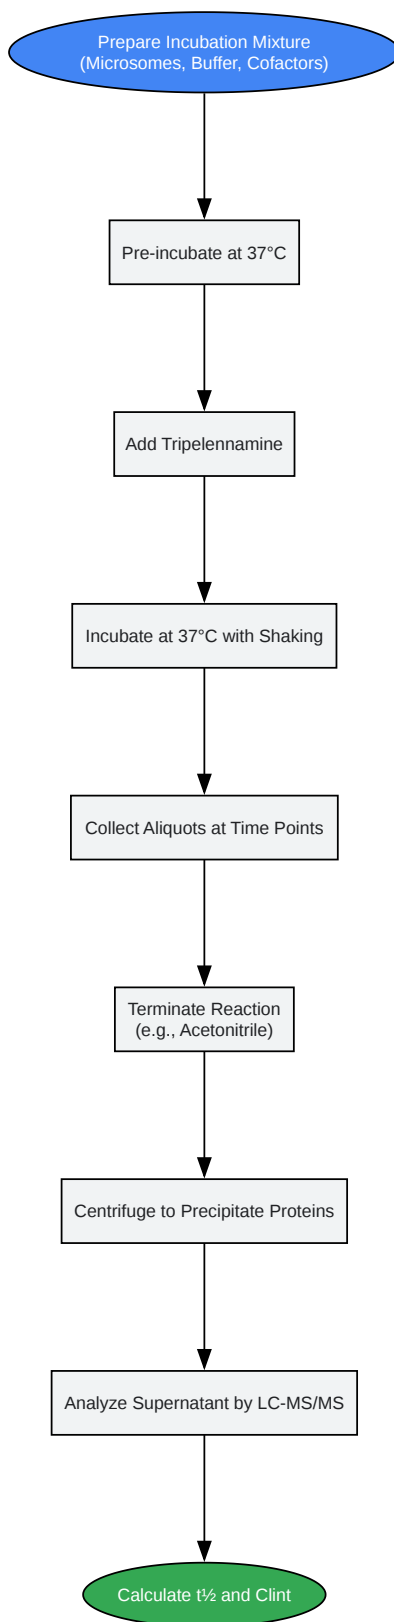 Prepare Incubation Mixture
(Microsomes, Buffer, Cofactors)
Pre-incubate at 37°C
Add Tripelennamine
Incubate at 37°C with Shaking
Collect Aliquots at Time Points
Terminate Reaction
(e.g., Acetonitrile)
Centrifuge to Precipitate Proteins
Analyze Supernatant by LC-MS/MS
Calculate t½ and Clint